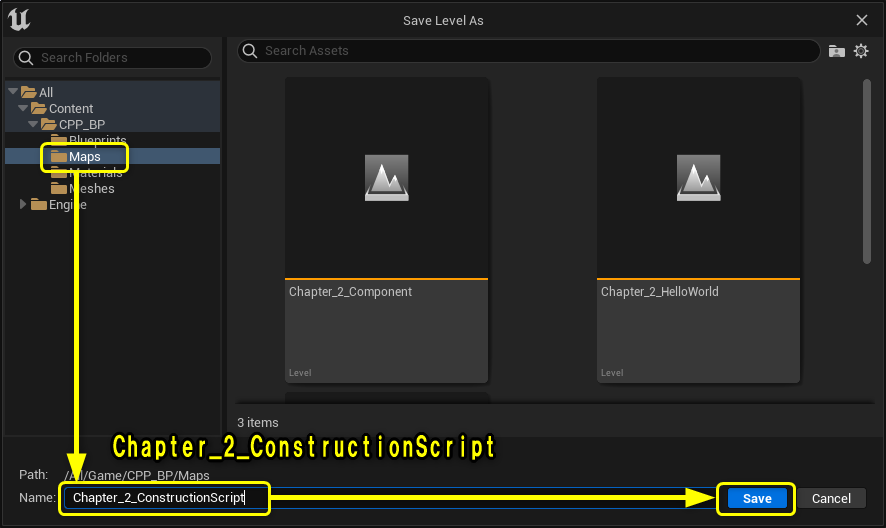 Save Level As
Search Folders
Search Assets
All
Content
CPP_BP
Blueprints
Maps
Materials
Meshes
Engine
Chapter_2_Component
Level
Chapter_2_HelloWorld
Level
3 items
Chapter_2_ConstructionScript
Path: /All/Game/CPP_BP/Maps
Name: Chapter_2_ConstructionScript
Save
Cancel